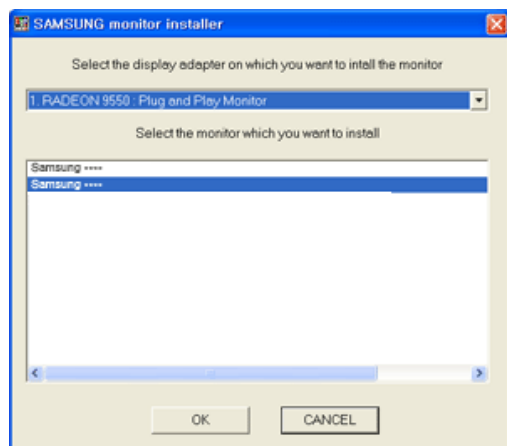 SAMSUNG monitor installer
Select the display adapter on which you want to intall the monitor
1. RADEON 9550 : Plug and Play Monitor
Select the monitor which you want to install
Samsung ----
Samsung ----
OK
CANCEL